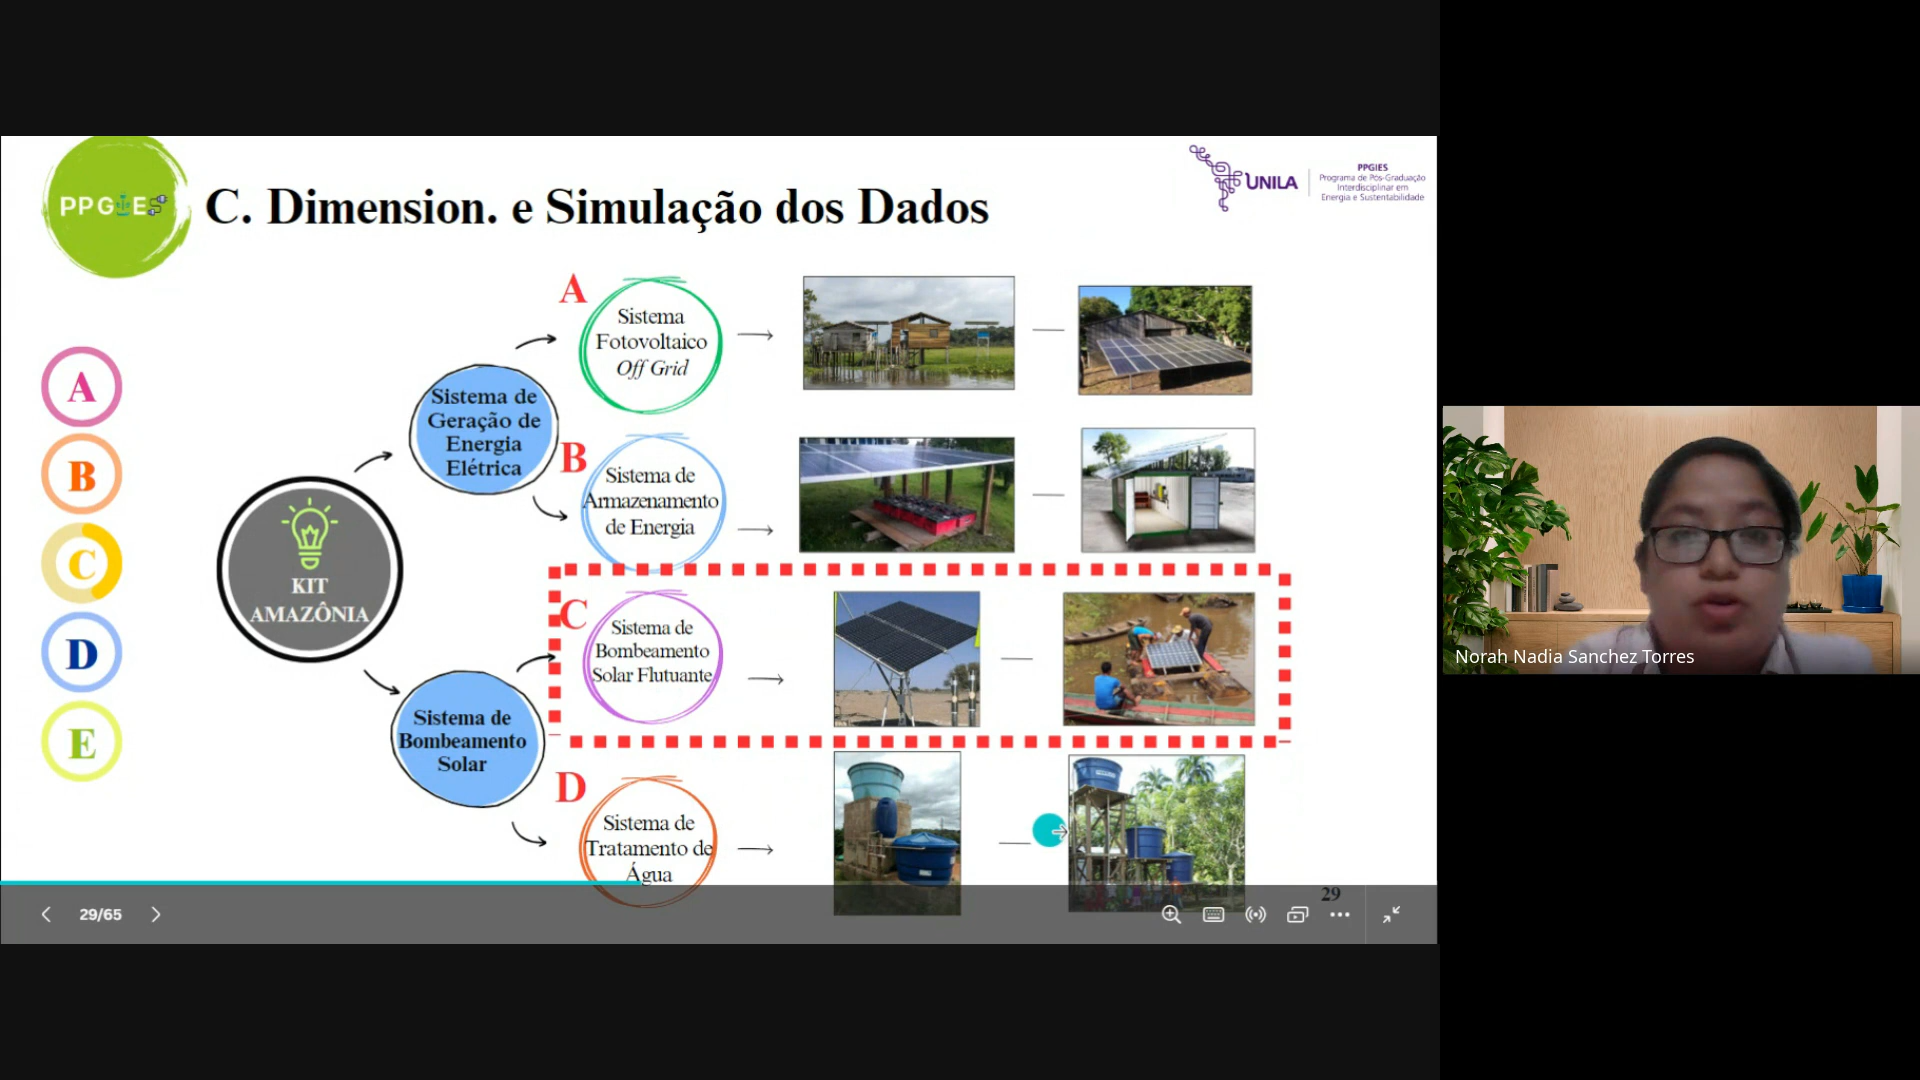 PPGIES
C. Dimension. e Simulação dos Dados
UNILA
PPGIES
Programa de Pós-Graduação
Interdisciplinar em
Energia e Sustentabilidade
A
B
C
D
E
KIT
AMAZÔNIA
Sistema de
Geração de
Energia
Elétrica
Sistema de
Bombeamento
Solar
A
Sistema
Fotovoltaico
Off Grid
B
Sistema de
Armazenamento
de Energia
C
Sistema de
Bombeamento
Solar Flutuante
D
Sistema de
Tratamento de
Água
29
29/65
Norah Nadia Sanchez Torres